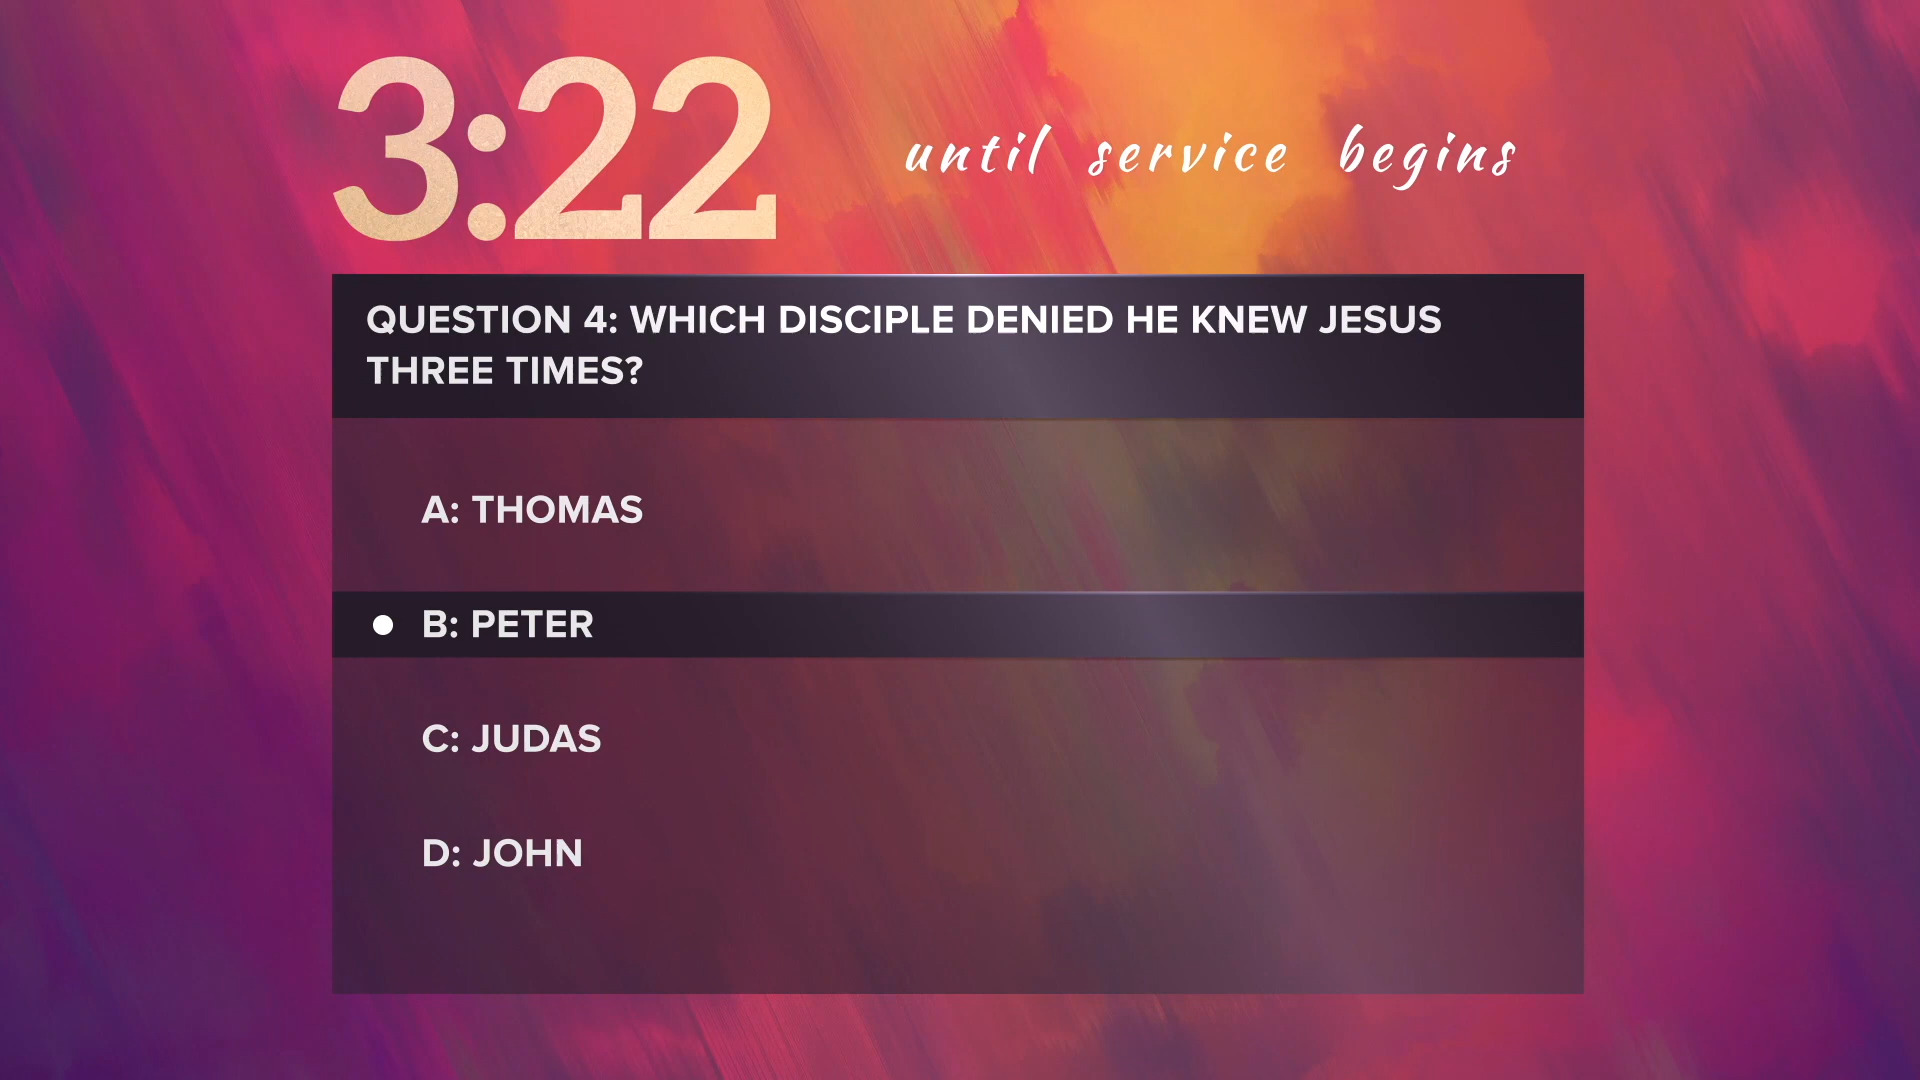 3:22
until service begins
QUESTION 4: WHICH DISCIPLE DENIED HE KNEW JESUS
THREE TIMES?
A: THOMAS
B: PETER
C: JUDAS
D: JOHN